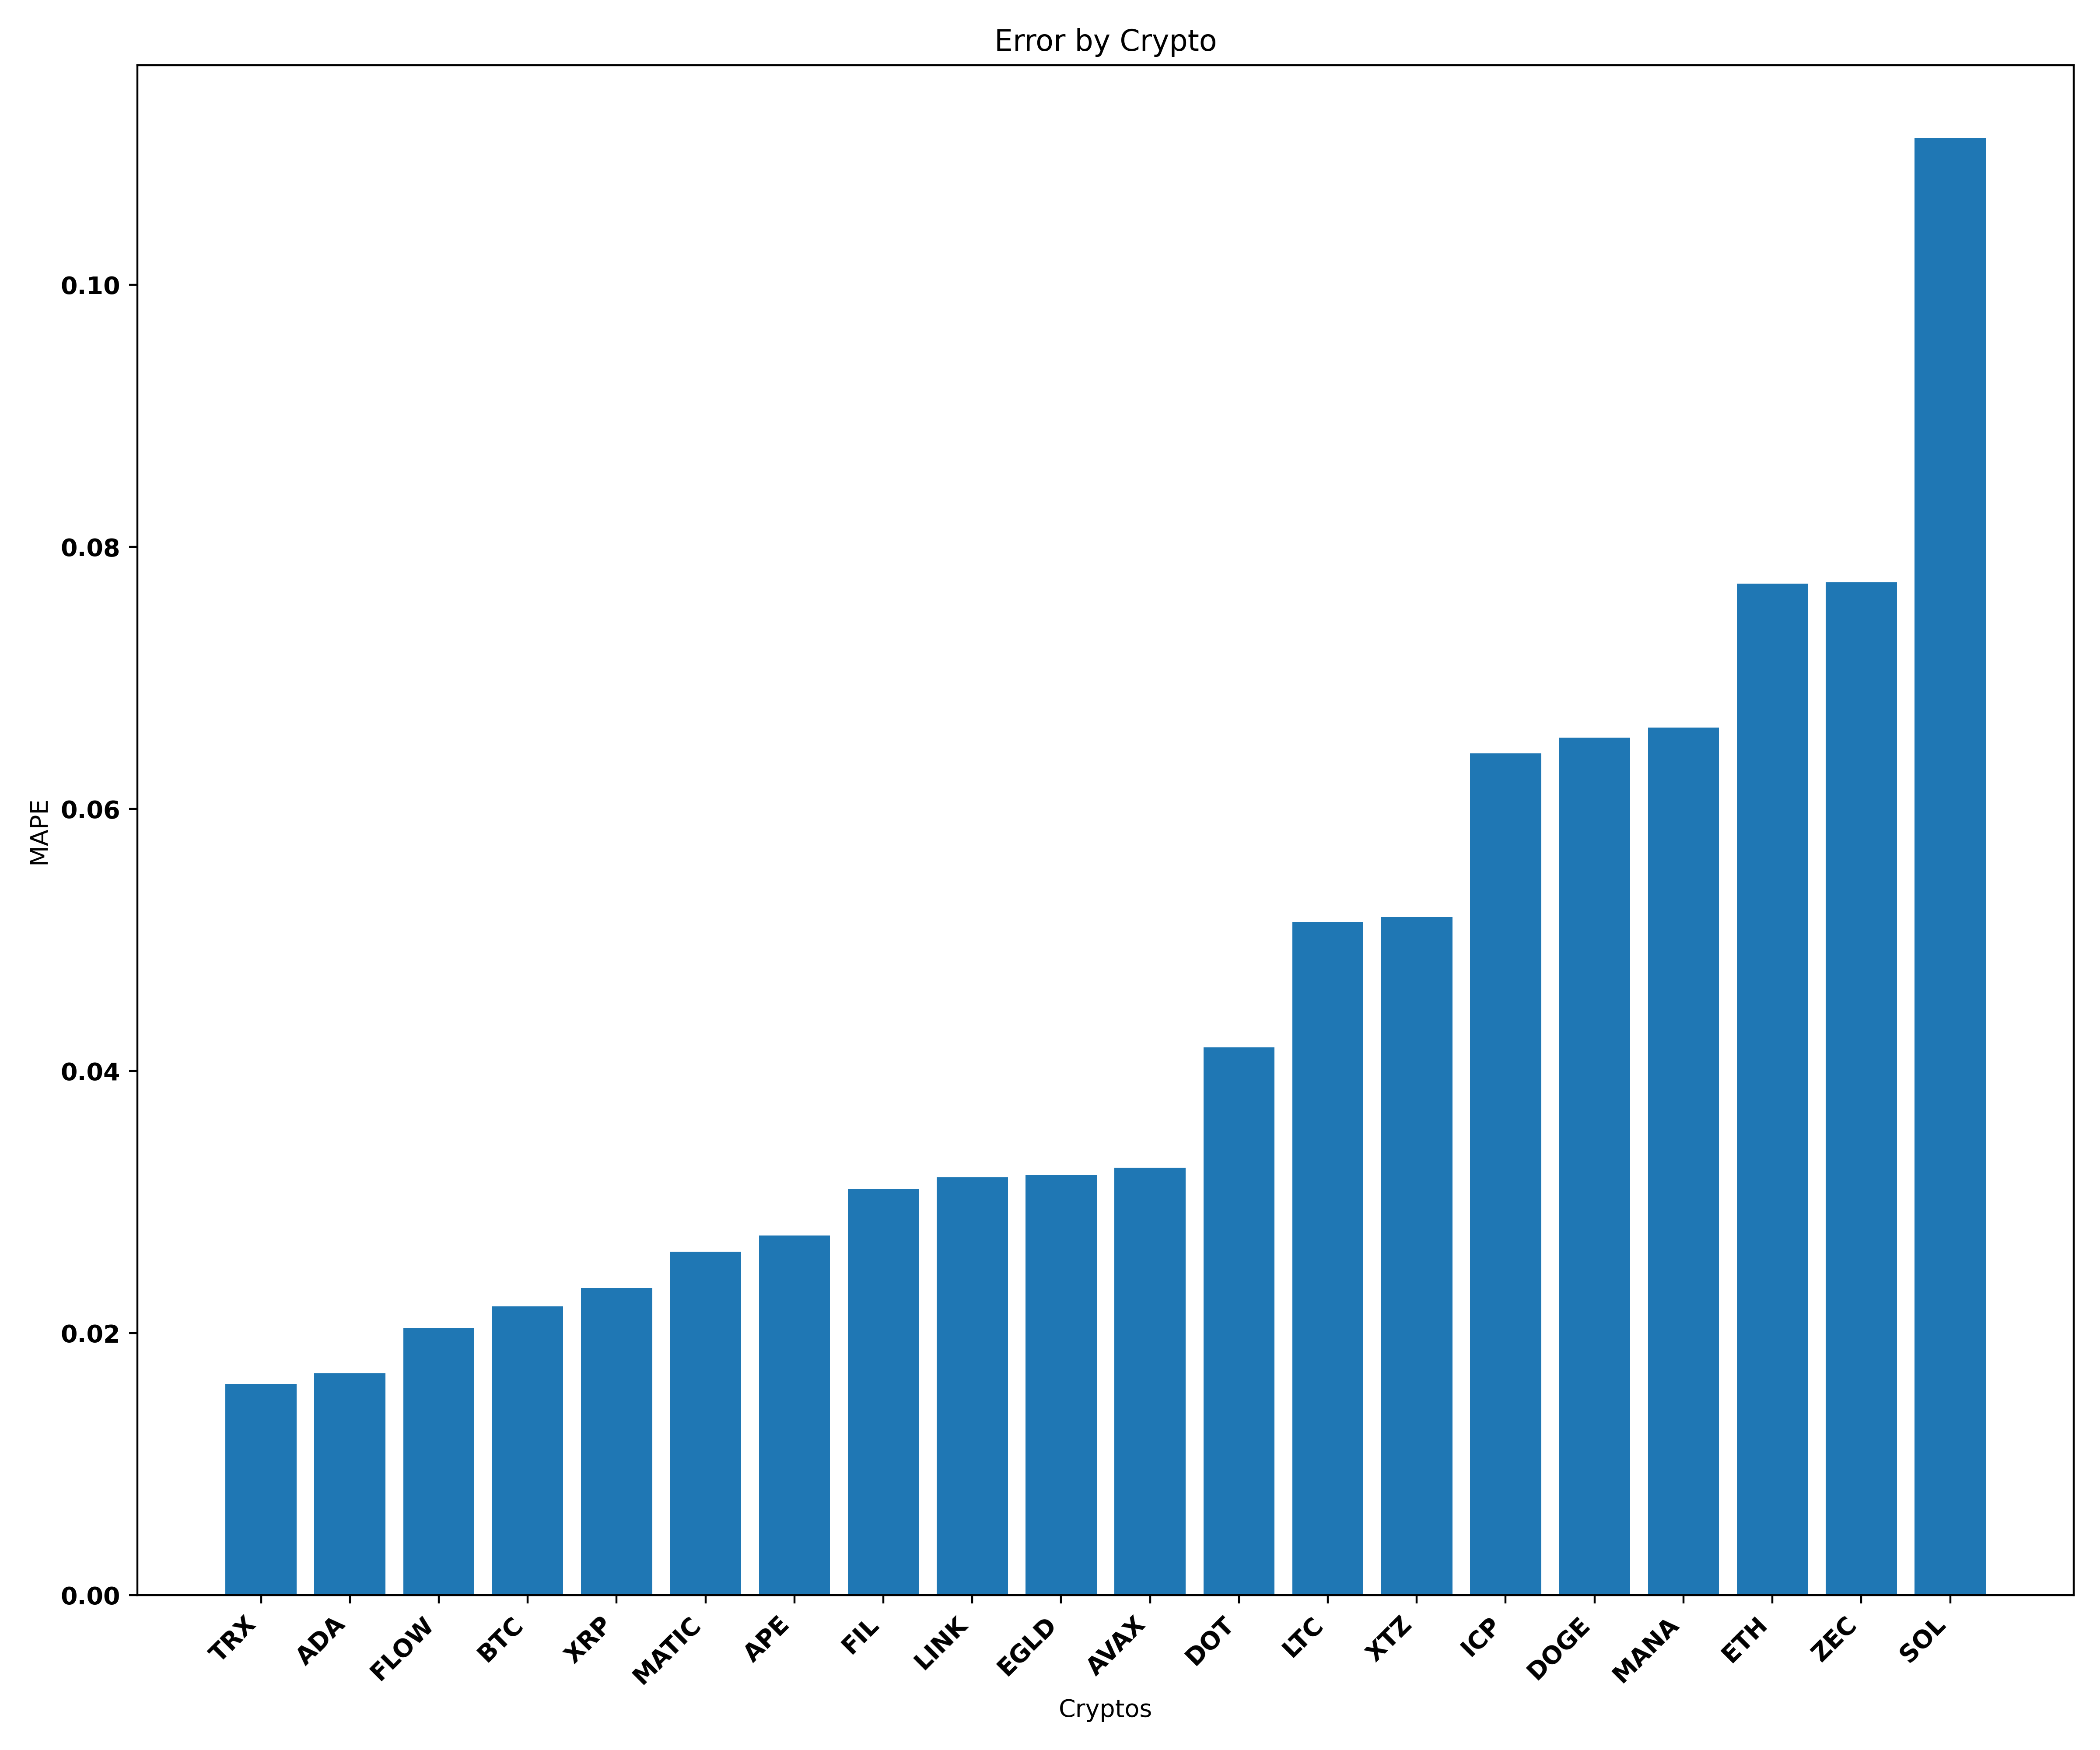 Error by Crypto
MAPE
0.10
0.08
0.06
0.04
0.02
0.00
TRX
ADA
FLOW
BTC
XRP
MATIC
APE
FIL
LINK
EGLD
AVAX
DOT
LTC
XTZ
ICP
DOGE
MANA
ETH
ZEC
SOL
Cryptos